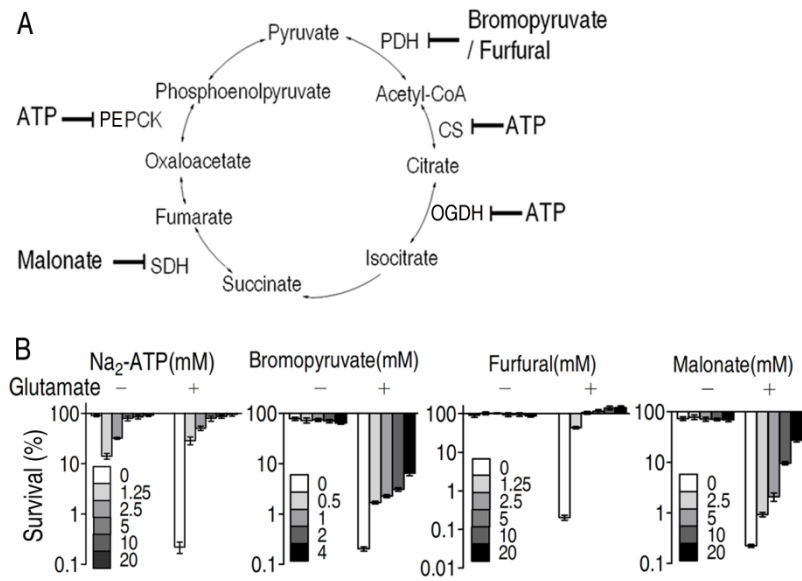 A
Pyruvate
PDH
Bromopyruvate
/ Furfural
Phosphoenolpyruvate
Acetyl-CoA
ATP
PEPCK
CS
ATP
Oxaloacetate
Citrate
Fumarate
OGDH
ATP
Malonate
SDH
Isocitrate
Succinate
B
Na2-ATP(mM)
Bromopyruvate(mM)
Furfural(mM)
Malonate(mM)
Glutamate
− +
− +
− +
− +
Survival (%)
100
10
1
0.1
0
1.25
2.5
5
10
20
100
10
1
0.1
0
0.5
1
2
4
100
10
1
0.1
0.01
0
1.25
2.5
5
10
20
100
10
1
0.1
0
2.5
5
10
20